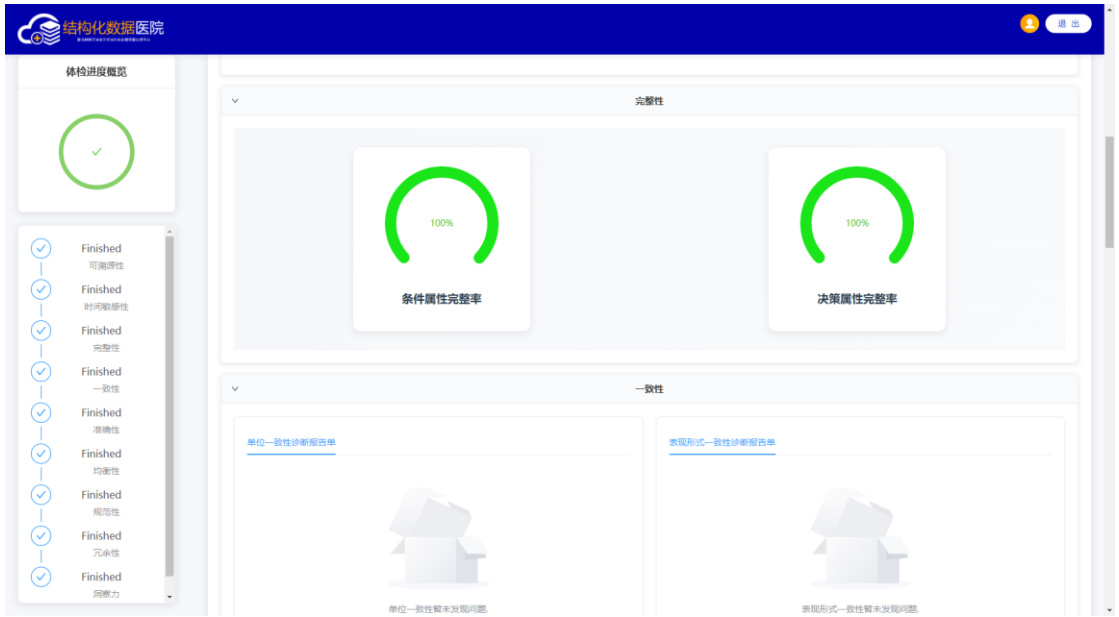 结构化数据医院
退 出
体检进度概览
Finished
可溯源性
Finished
时间敏感性
Finished
完整性
Finished
一致性
Finished
准确性
Finished
均衡性
Finished
规范性
Finished
冗余性
Finished
洞察力
完整性
100%
条件属性完整率
100%
决策属性完整率
一致性
单位一致性诊断报告单
单位一致性暂未发现问题.
表现形式一致性诊断报告单
表现形式一致性暂未发现问题.